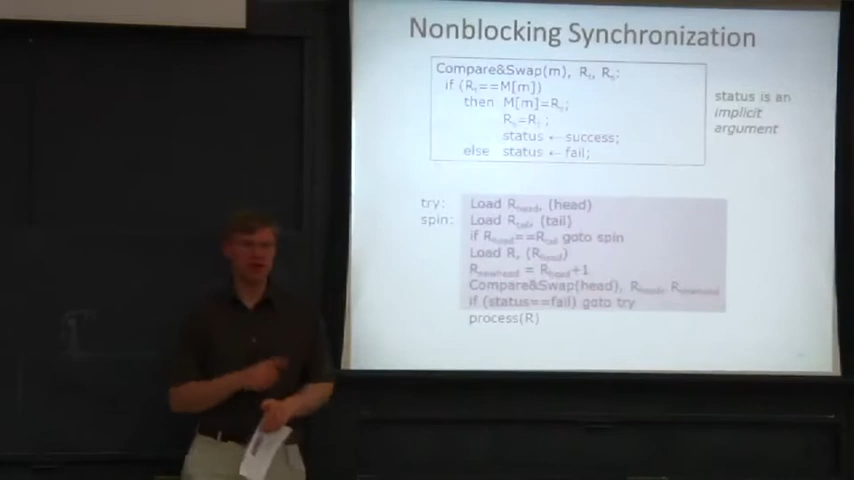 Nonblocking Synchronization
Compare&Swap(m), Rt, Rs:
if (Rt==M[m])
then M[m]=Rs;
Rs=Rt ;
status ← success;
else status ← fail;
status is an
implicit
argument
try: Load Rhead, (head)
spin: Load Rtail, (tail)
if Rhead==Rtail goto spin
Load R, (Rhead)
Rnewhead = Rhead+1
Compare&Swap(head), Rhead, Rnewhead
if (status==fail) goto try
process(R)